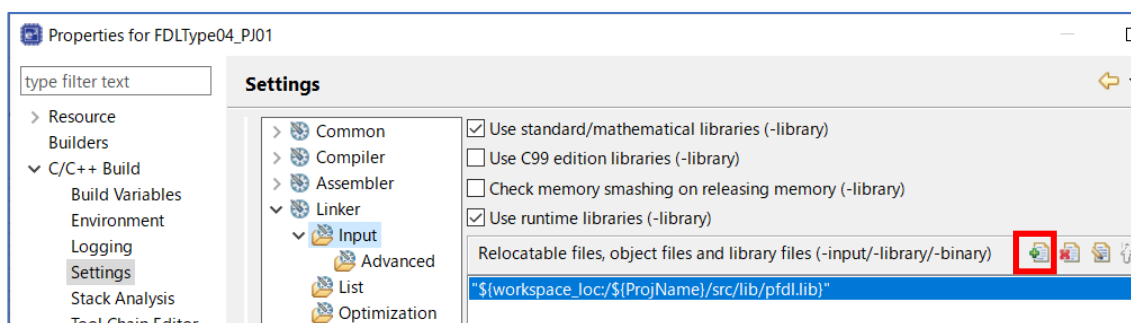 Properties for FDLType04_PJ01
type filter text
Settings
Resource
Builders
C/C++ Build
Build Variables
Environment
Logging
Settings
Stack Analysis
Tool Chain Editor
Common
Compiler
Assembler
Linker
Input
Advanced
List
Optimization
Use standard/mathematical libraries (-library)
Use C99 edition libraries (-library)
Check memory smashing on releasing memory (-library)
Use runtime libraries (-library)
Relocatable files, object files and library files (-input/-library/-binary)
"${workspace_loc:/${ProjName}/src/lib/pfdl.lib}"